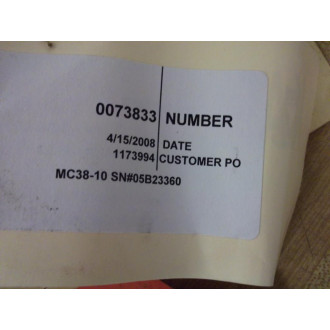 0073833 NUMBER
4/15/2008 DATE
1173994 CUSTOMER PO
MC38-10 SN#05B23360